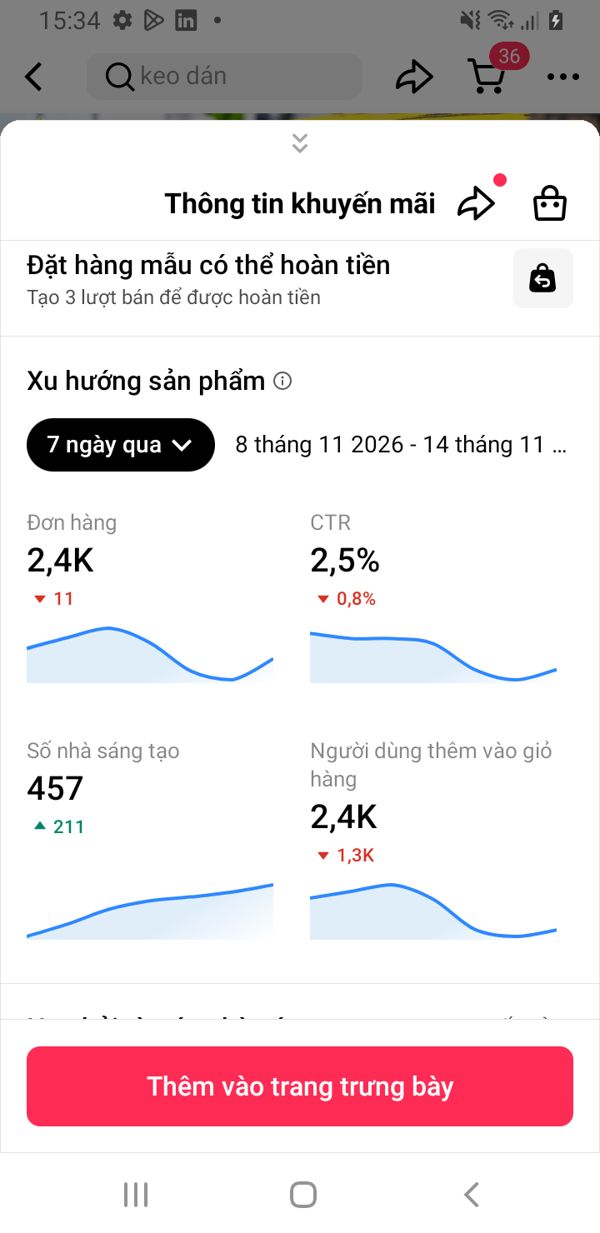 15:34
keo dán
36
Thông tin khuyến mãi
Đặt hàng mẫu có thể hoàn tiền
Tạo 3 lượt bán để được hoàn tiền
Xu hướng sản phẩm
7 ngày qua
8 tháng 11 2026 - 14 tháng 11 ...
Đơn hàng
2,4K
11
CTR
2,5%
0,8%
Số nhà sáng tạo
457
211
Người dùng thêm vào giỏ
hàng
2,4K
1,3K
Thêm vào trang trưng bày